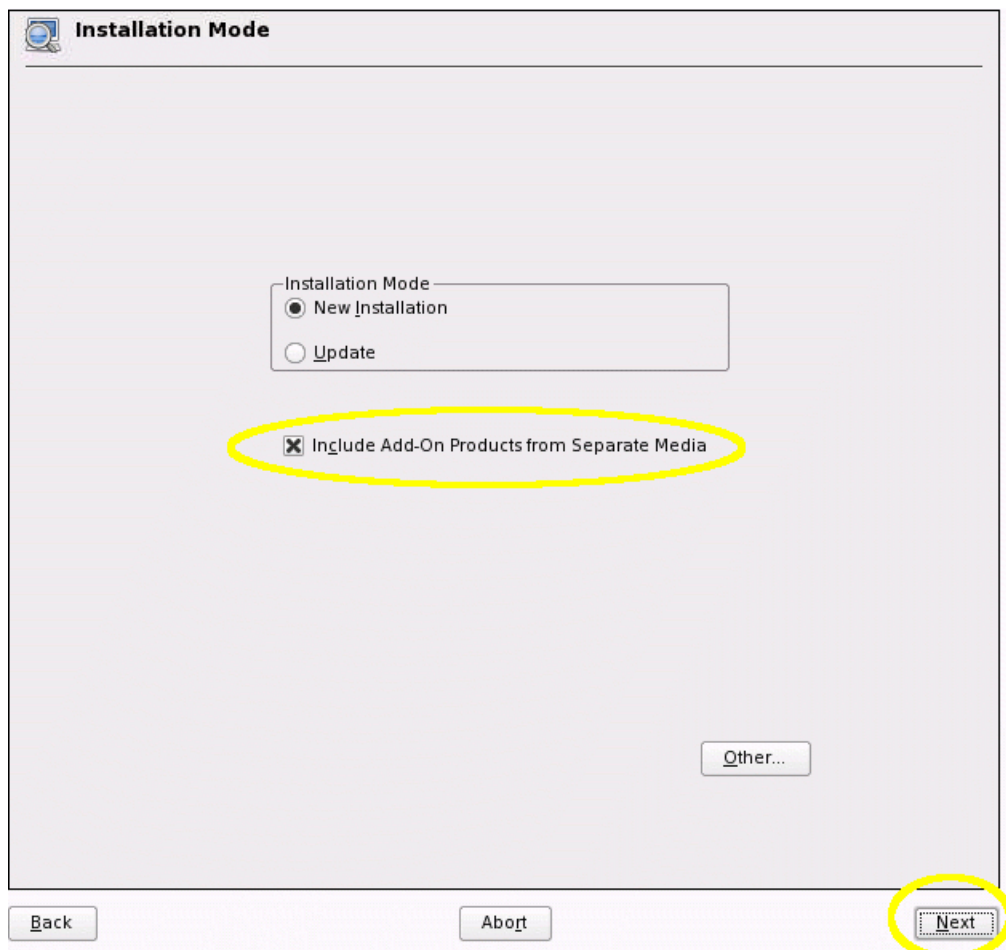 Installation Mode
Installation Mode
New Installation
Update
Include Add-On Products from Separate Media
Other...
Back
Abort
Next